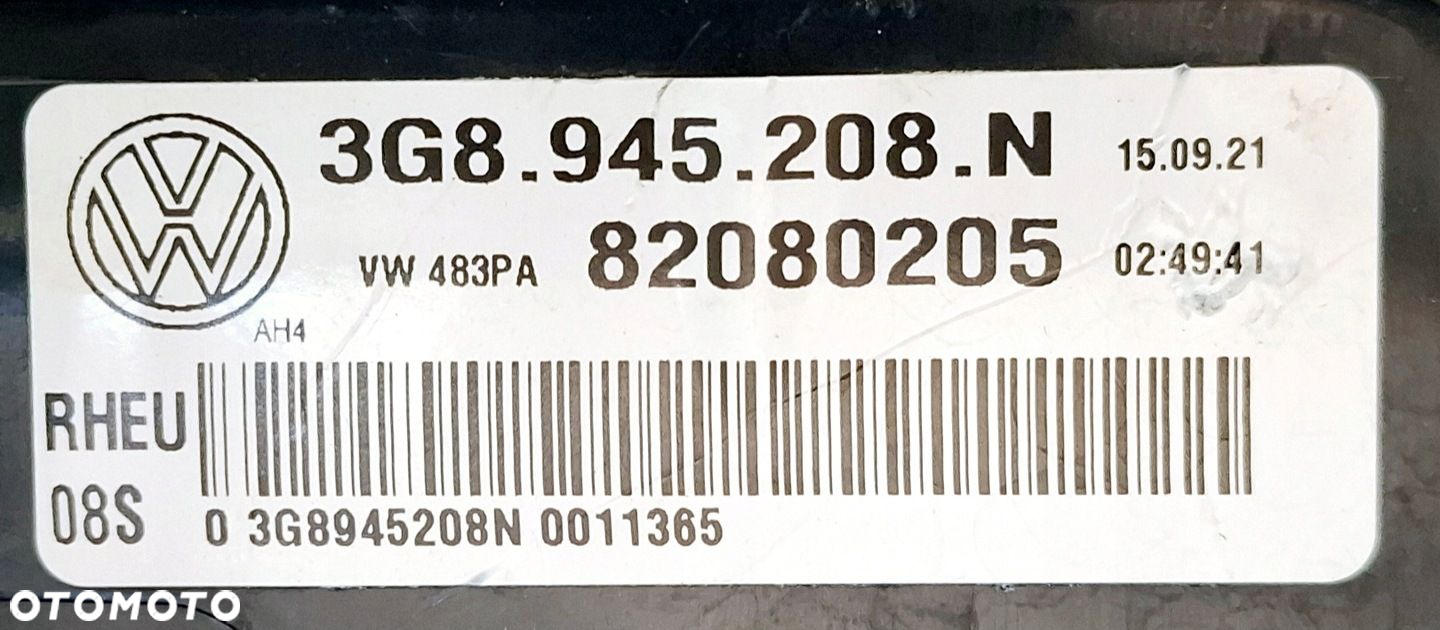 3G8.945.208.N 15.09.21
VW 483PA 82080205 02:49:41
AH4
RHEU
08S
0 3G8945208N 0011365
OTOMOTO